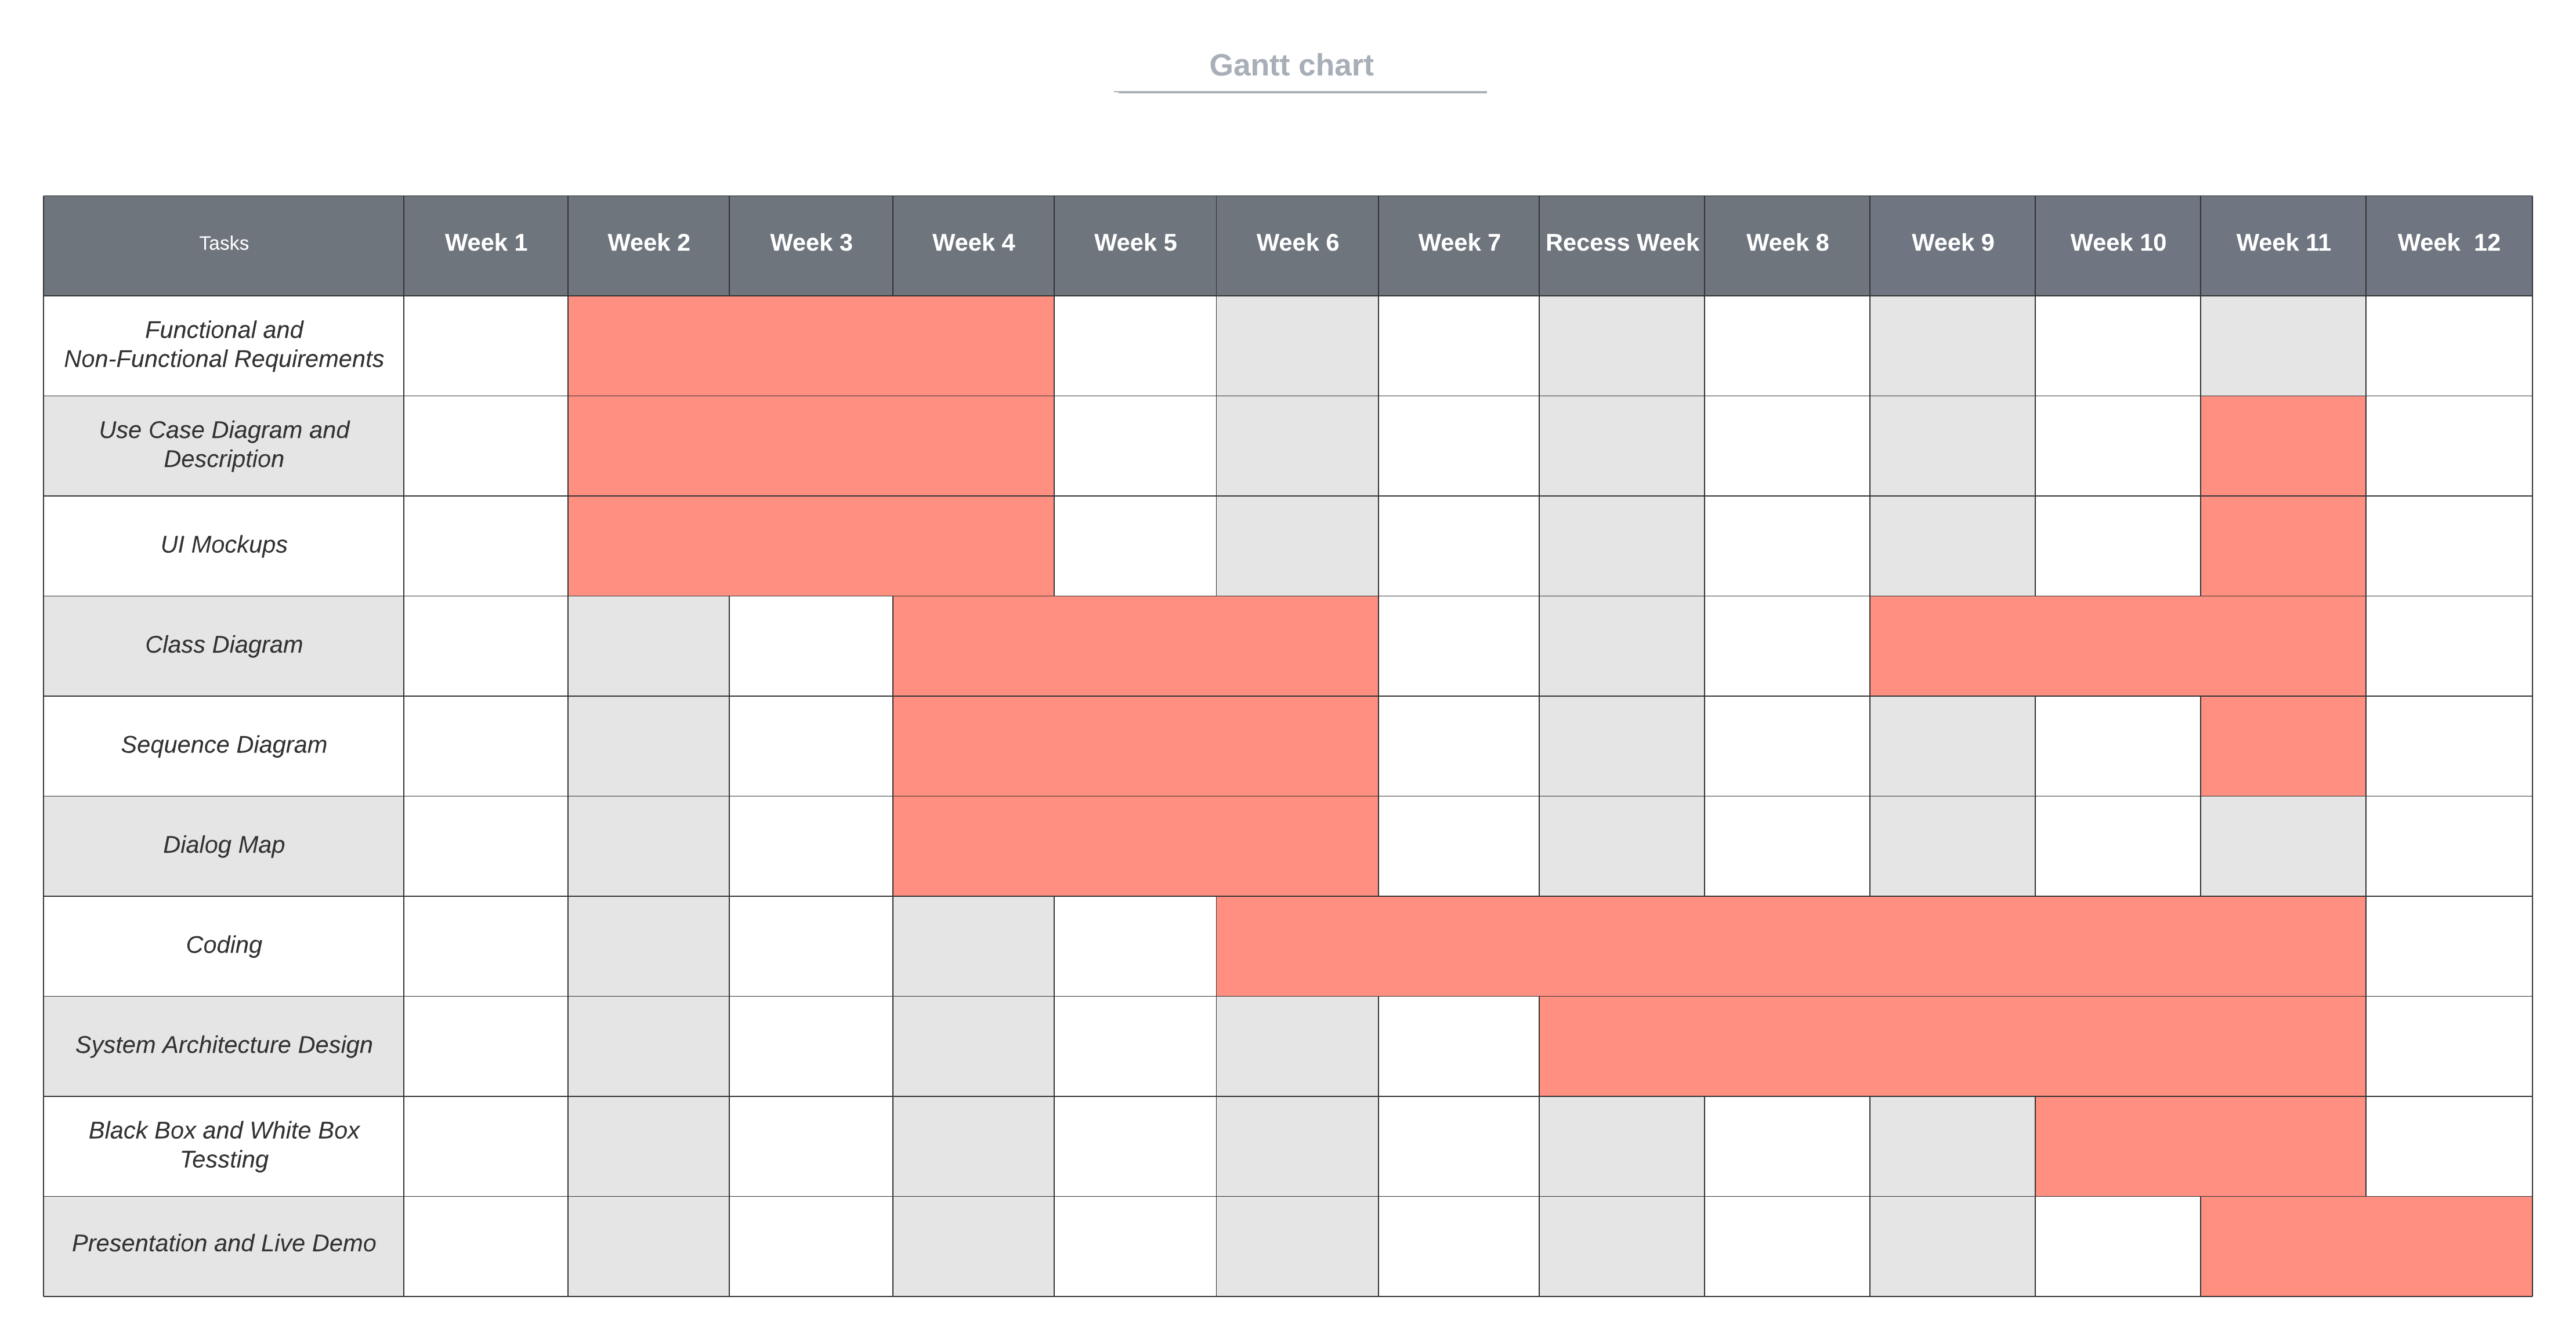 Gantt chart
Tasks
Week 1
Week 2
Week 3
Week 4
Week 5
Week 6
Week 7
Recess Week
Week 8
Week 9
Week 10
Week 11
Week  12
Functional and
Non-Functional Requirements
Use Case Diagram and
Description
UI Mockups
Class Diagram
Sequence Diagram
Dialog Map
Coding
System Architecture Design
Black Box and White Box
Tessting
Presentation and Live Demo